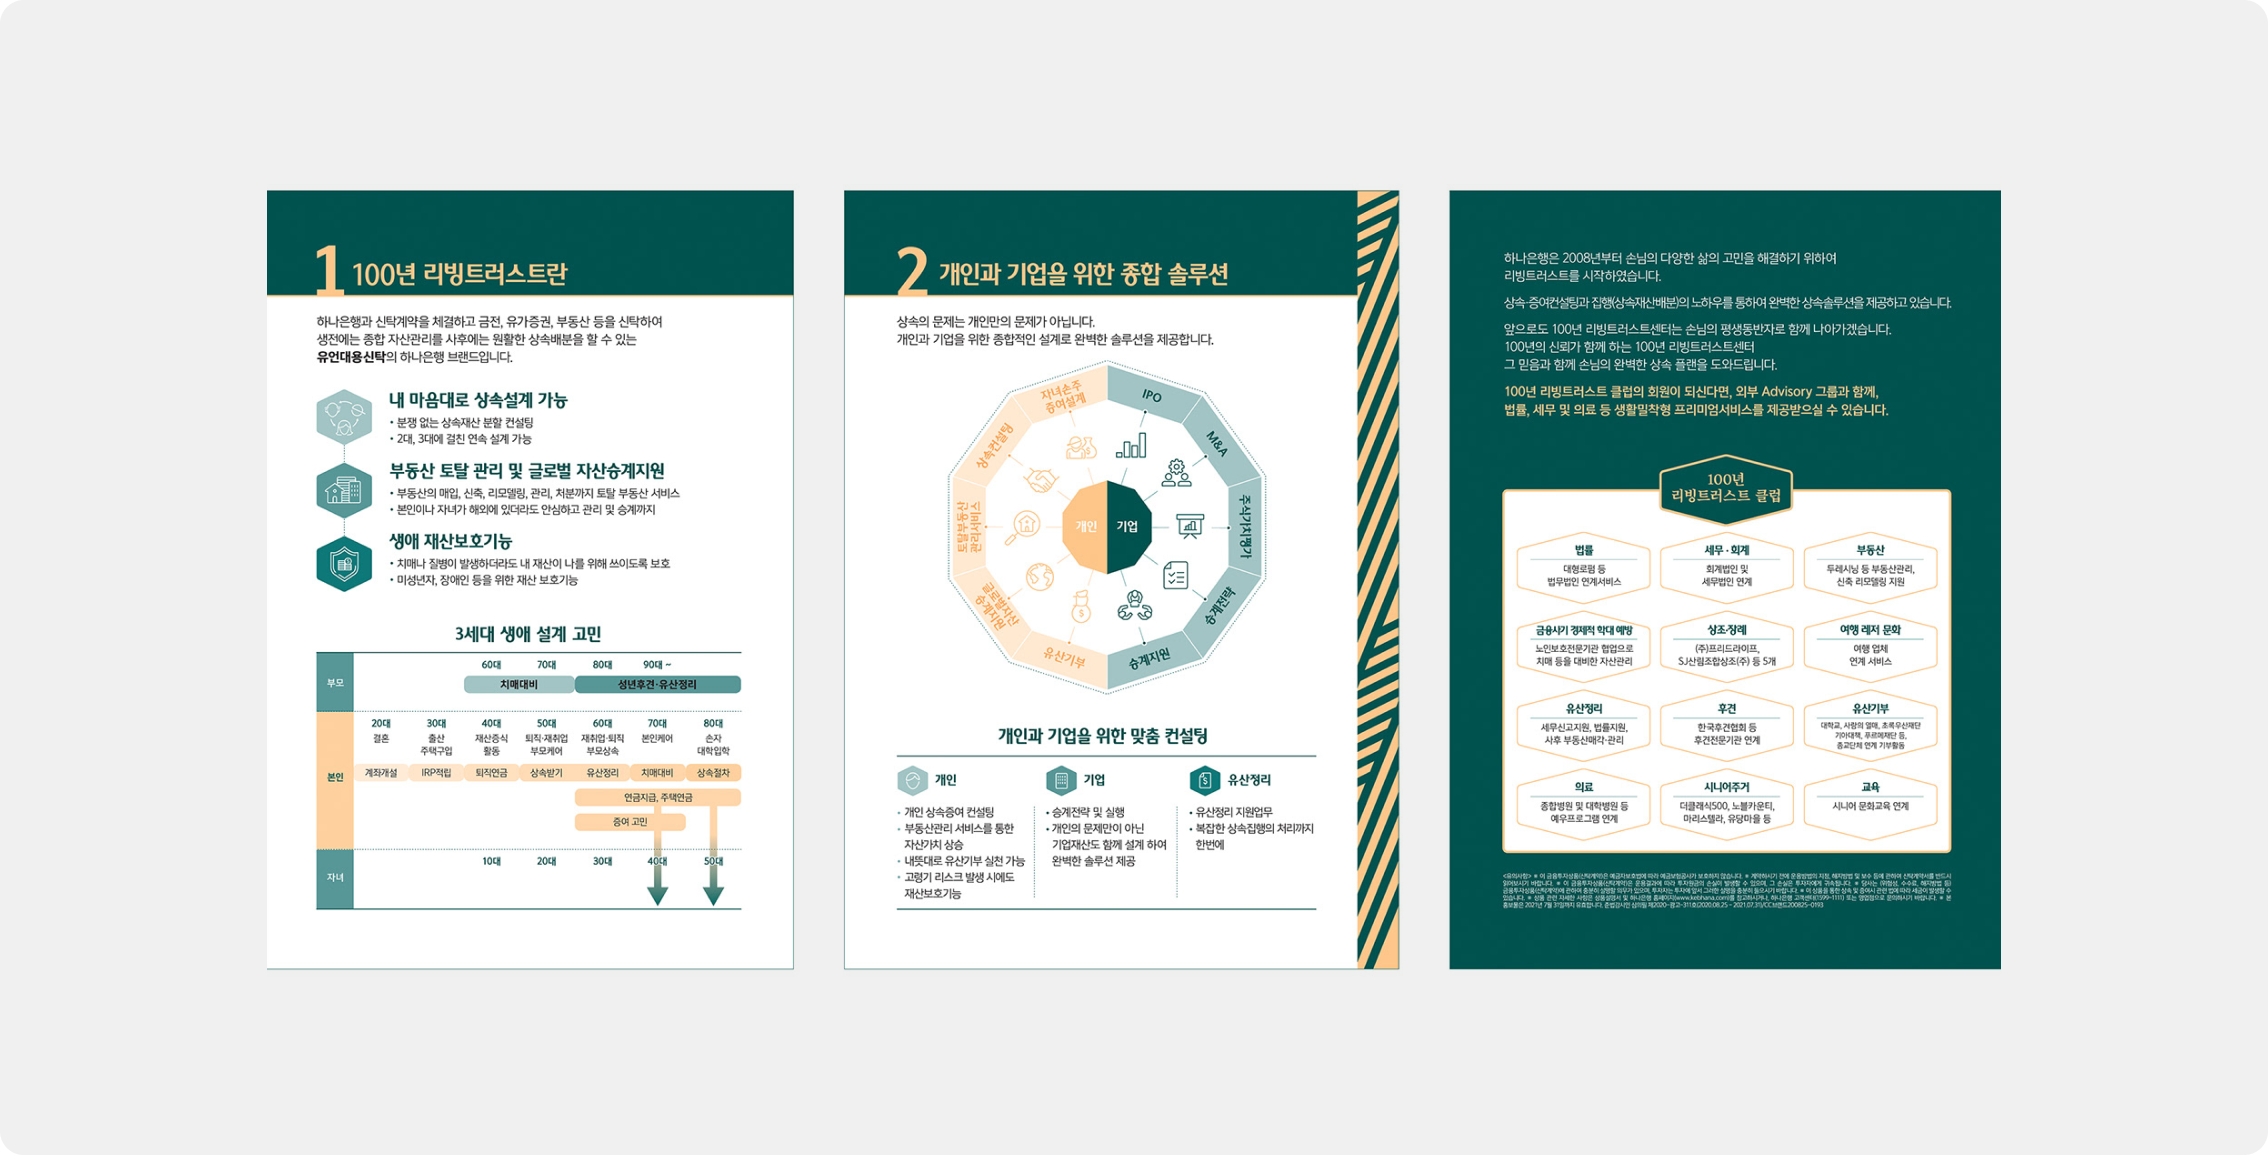 1 100년 리빙트러스트란
하나은행과 신탁계약을 체결하고 금전, 유가증권, 부동산 등을 신탁하여
생전에는 종합 자산관리를 사후에는 원활한 상속배분을 할 수 있는
유언대용신탁의 하나은행 브랜드입니다.
내 마음대로 상속설계 가능
• 분쟁 없는 상속재산 분할 컨설팅
• 2대, 3대에 걸친 연속 설계 가능
부동산 토탈 관리 및 글로벌 자산승계지원
• 부동산의 매입, 신축, 리모델링, 관리, 처분까지 토탈 부동산 서비스
• 본인이나 자녀가 해외에 있더라도 안심하고 관리 및 승계까지
생애 재산보호기능
• 치매나 질병이 발생하더라도 내 재산이 나를 위해 쓰이도록 보호
• 미성년자, 장애인 등을 위한 재산 보호기능
3세대 생애 설계 고민
60대 70대 80대 90대 ~
부모
치매대비 성년후견·유산정리
20대 30대 40대 50대 60대 70대 80대
결혼 출산 재산증식 퇴직·재취업 재취업·퇴직 본인케어 손자
주택구입 활동 부모케어 부모상속 대학입학
본인
계좌개설 IRP적립 퇴직연금 상속받기 유산정리 치매대비 상속절차
연금지급, 주택연금
증여 고민
10대 20대 30대 40대 50대
자녀
2 개인과 기업을 위한 종합 솔루션
상속의 문제는 개인만의 문제가 아닙니다.
개인과 기업을 위한 종합적인 설계로 완벽한 솔루션을 제공합니다.
자녀손주
증여설계
IPO
상속컨설팅
M&A
토탈부동산
관리서비스
개인 기업
주식가치평가
글로벌자산
승계지원
승계전략
유산기부
승계지원
개인과 기업을 위한 맞춤 컨설팅
개인
• 개인 상속증여 컨설팅
• 부동산관리 서비스를 통한
자산가치 상승
• 내뜻대로 유산기부 실천 가능
• 고령기 리스크 발생 시에도
재산보호기능
기업
• 승계전략 및 실행
• 개인의 문제만이 아닌
기업재산도 함께 설계 하여
완벽한 솔루션 제공
유산정리
• 유산정리 지원업무
• 복잡한 상속집행의 처리까지
한번에
하나은행은 2008년부터 손님의 다양한 삶의 고민을 해결하기 위하여
리빙트러스트를 시작하였습니다.
상속·증여컨설팅과 집행(상속재산배분)의 노하우를 통하여 완벽한 상속솔루션을 제공하고 있습니다.
앞으로도 100년 리빙트러스트센터는 손님의 평생동반자로 함께 나아가겠습니다.
100년의 신뢰가 함께 하는 100년 리빙트러스트센터
그 믿음과 함께 손님의 완벽한 상속 플랜을 도와드립니다.
100년 리빙트러스트 클럽의 회원이 되신다면, 외부 Advisory 그룹과 함께,
법률, 세무 및 의료 등 생활밀착형 프리미엄서비스를 제공받으실 수 있습니다.
100년
리빙트러스트 클럽
법률
대형로펌 등
법무법인 연계서비스
세무·회계
회계법인 및
세무법인 연계
부동산
두레시닝 등 부동산관리,
신축 리모델링 지원
금융사기 경제적 학대 예방
노인보호전문기관 협업으로
치매 등을 대비한 자산관리
상조·장례
(주)프리드라이프,
SJ산림조합상조(주) 등 5개
여행 레저 문화
여행 업체
연계 서비스
유산정리
세무신고지원, 법률지원,
사후 부동산매각·관리
후견
한국후견협회 등
후견전문기관 연계
유산기부
대학교, 사랑의 열매, 초록우산재단
기아대책, 푸르메재단 등,
종교단체 연계 기부활동
의료
종합병원 및 대학병원 등
예우프로그램 연계
시니어주거
더클래식500, 노블카운티,
마리스텔라, 유당마을 등
교육
시니어 문화교육 연계